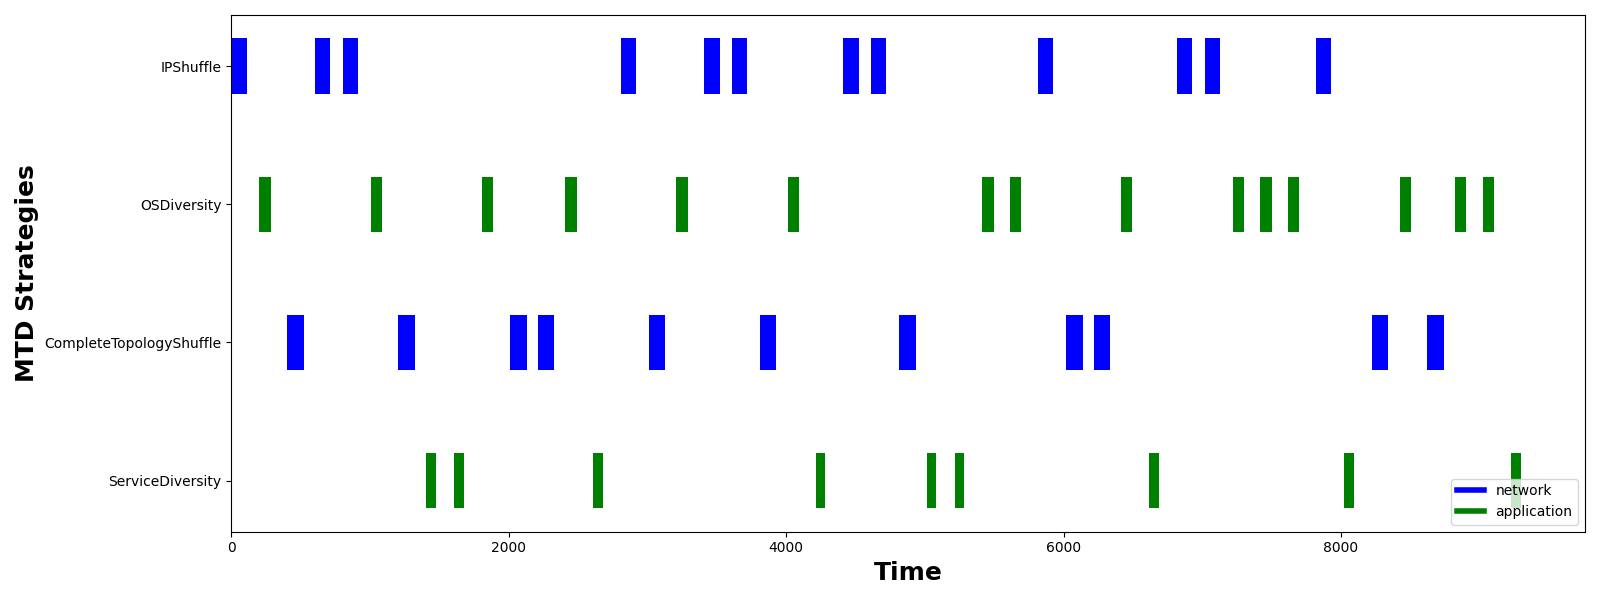 MTD Strategies
IPShuffle
OSDiversity
CompleteTopologyShuffle
ServiceDiversity
network
application
0 2000 4000 6000 8000
Time